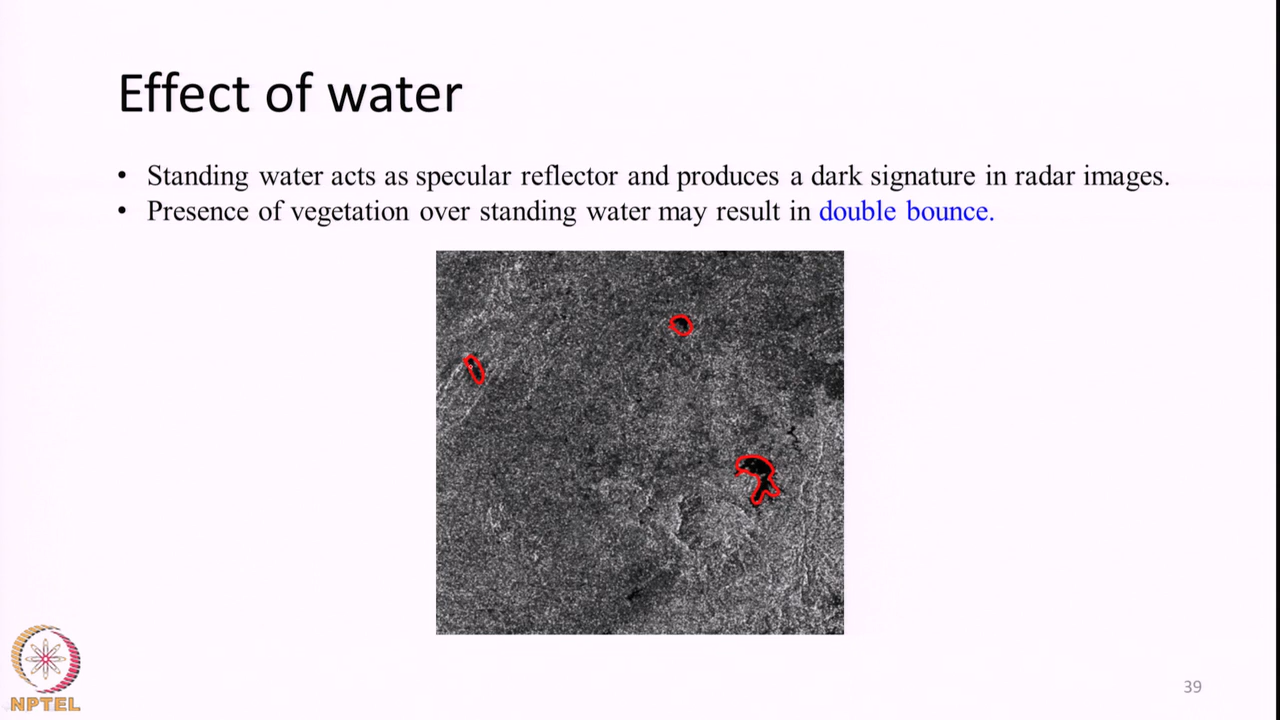 Effect of water
• Standing water acts as specular reflector and produces a dark signature in radar images.
• Presence of vegetation over standing water may result in double bounce.
NPTEL
39